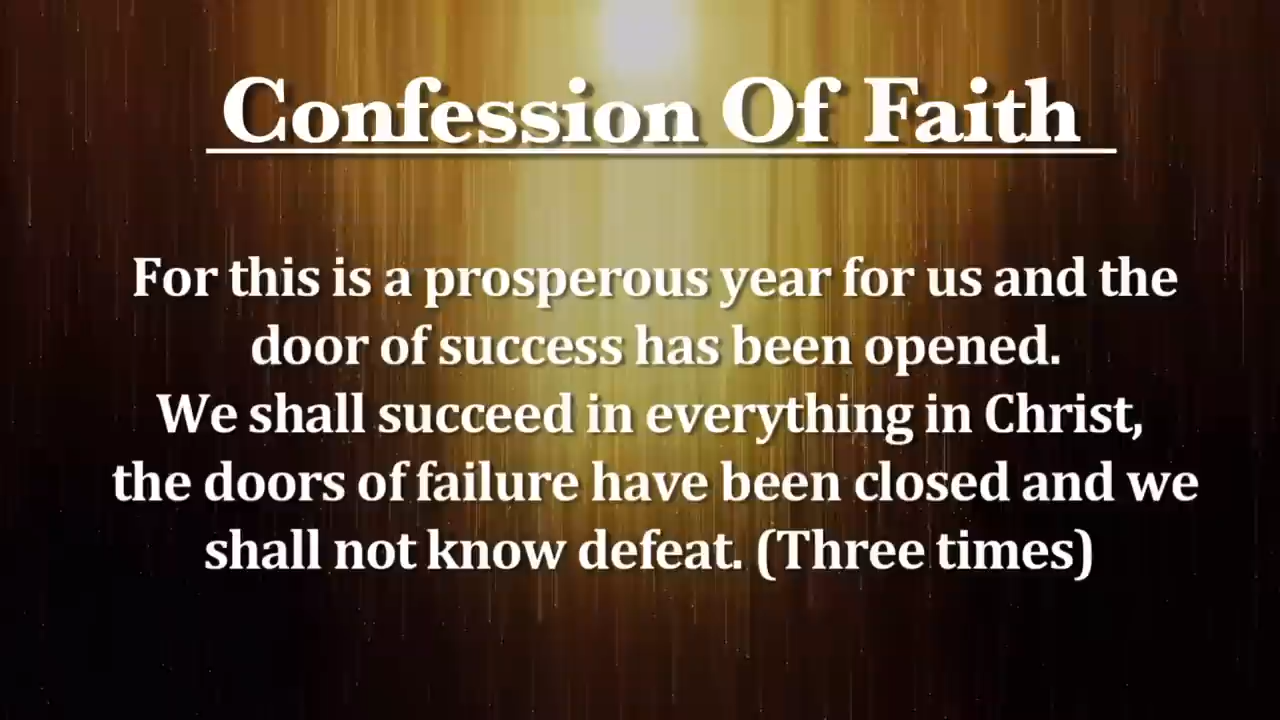 Confession Of Faith
For this is a prosperous year for us and the
door of success has been opened.
We shall succeed in everything in Christ,
the doors of failure have been closed and we
shall not know defeat. (Three times)